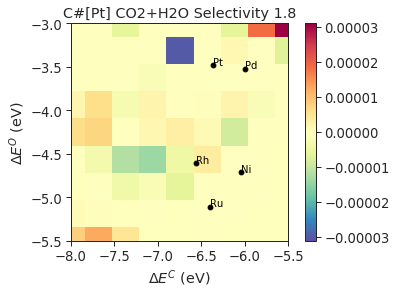 C#[Pt] CO2+H2O Selectivity 1.8
−3.0
−3.5
−4.0
−4.5
−5.0
−5.5
ΔE^O (eV)
Pt
Pd
Rh
Ni
Ru
−8.0 −7.5 −7.0 −6.5 −6.0 −5.5
ΔE^C (eV)
0.00003
0.00002
0.00001
0.00000
−0.00001
−0.00002
−0.00003